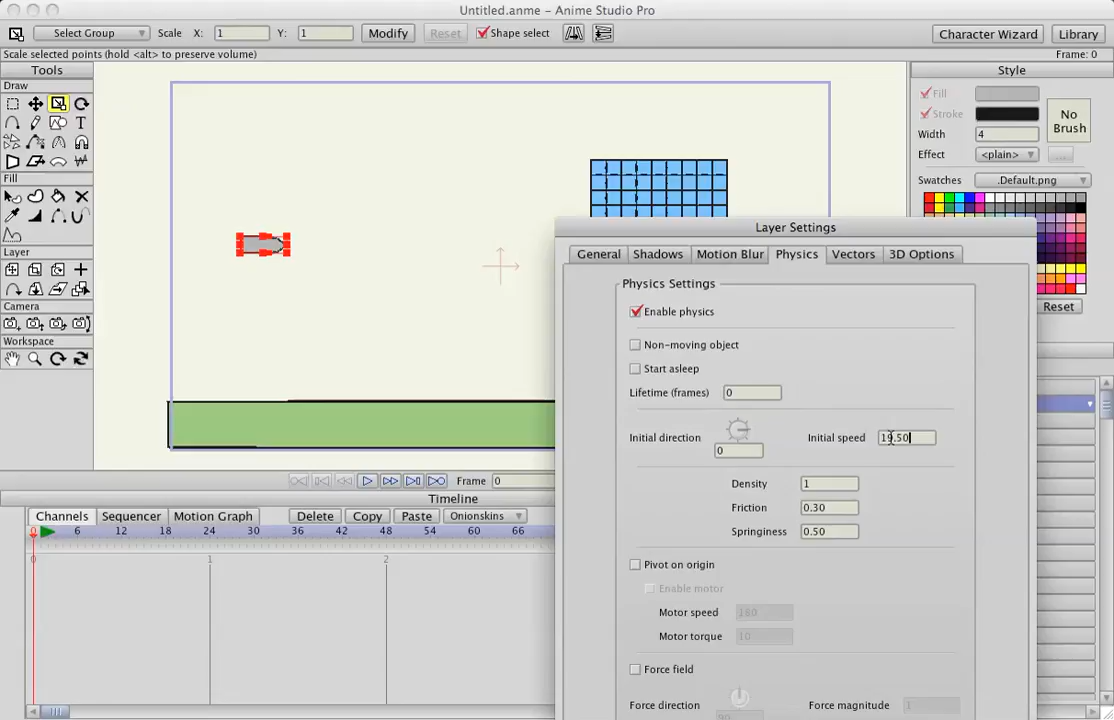 Untitled.anme – Anime Studio Pro
Select Group Scale X: 1 Y: 1 Modify Reset Shape select Character Wizard Library
Scale selected points (hold <alt> to preserve volume) Frame: 0
Tools Style
Draw Fill
Stroke No Brush
Width 4
Effect <plain> ...
Fill Swatches .Default.png
Layer
Camera
Workspace
Reset
Layer Settings
General Shadows Motion Blur Physics Vectors 3D Options
Physics Settings
Enable physics
Non-moving object
Start asleep
Lifetime (frames) 0
Initial direction 0 Initial speed 19.50
Density 1
Friction 0.30
Springiness 0.50
Pivot on origin
Enable motor
Motor speed 180
Motor torque 10
Force field
Force direction 90 Force magnitude 1
Frame 0
Timeline
Channels Sequencer Motion Graph Delete Copy Paste Onionskins
0 6 12 18 24 30 36 42 48 54 60 66
0 1 2